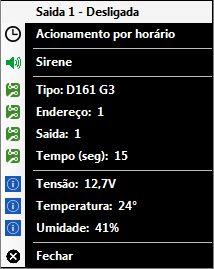 Saida 1 - Desligada
Acionamento por horário
Sirene
Tipo: D161 G3
Endereço: 1
Saida: 1
Tempo (seg): 15
Tensão: 12,7V
Temperatura: 24°
Umidade: 41%
Fechar